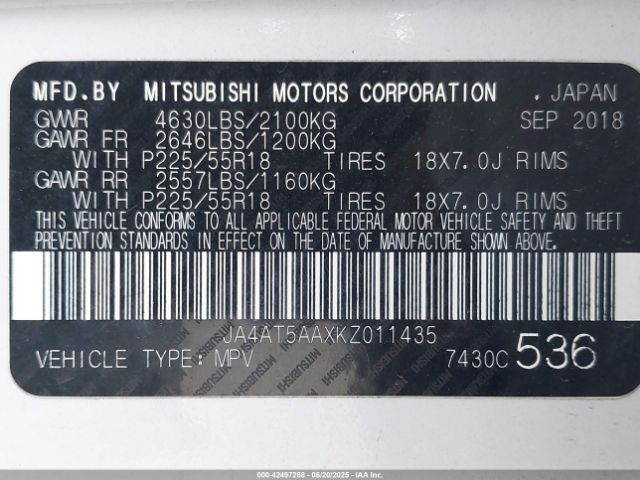 MFD.BY MITSUBISHI MOTORS CORPORATION . JAPAN
GVWR 4630LBS/2100KG SEP 2018
GAWR FR 2646LBS/1200KG
WITH P225/55R18 TIRES 18X7.0J RIMS
GAWR RR 2557LBS/1160KG
WITH P225/55R18 TIRES 18X7.0J RIMS
THIS VEHICLE CONFORMS TO ALL APPLICABLE FEDERAL MOTOR VEHICLE SAFETY AND THEFT
PREVENTION STANDARDS IN EFFECT ON THE DATE OF MANUFACTURE SHOWN ABOVE.
JA4AT5AAXKZ011435
VEHICLE TYPE: MPV 7430C 536
000-42497288 - 06/20/2025 - IAAI.COM